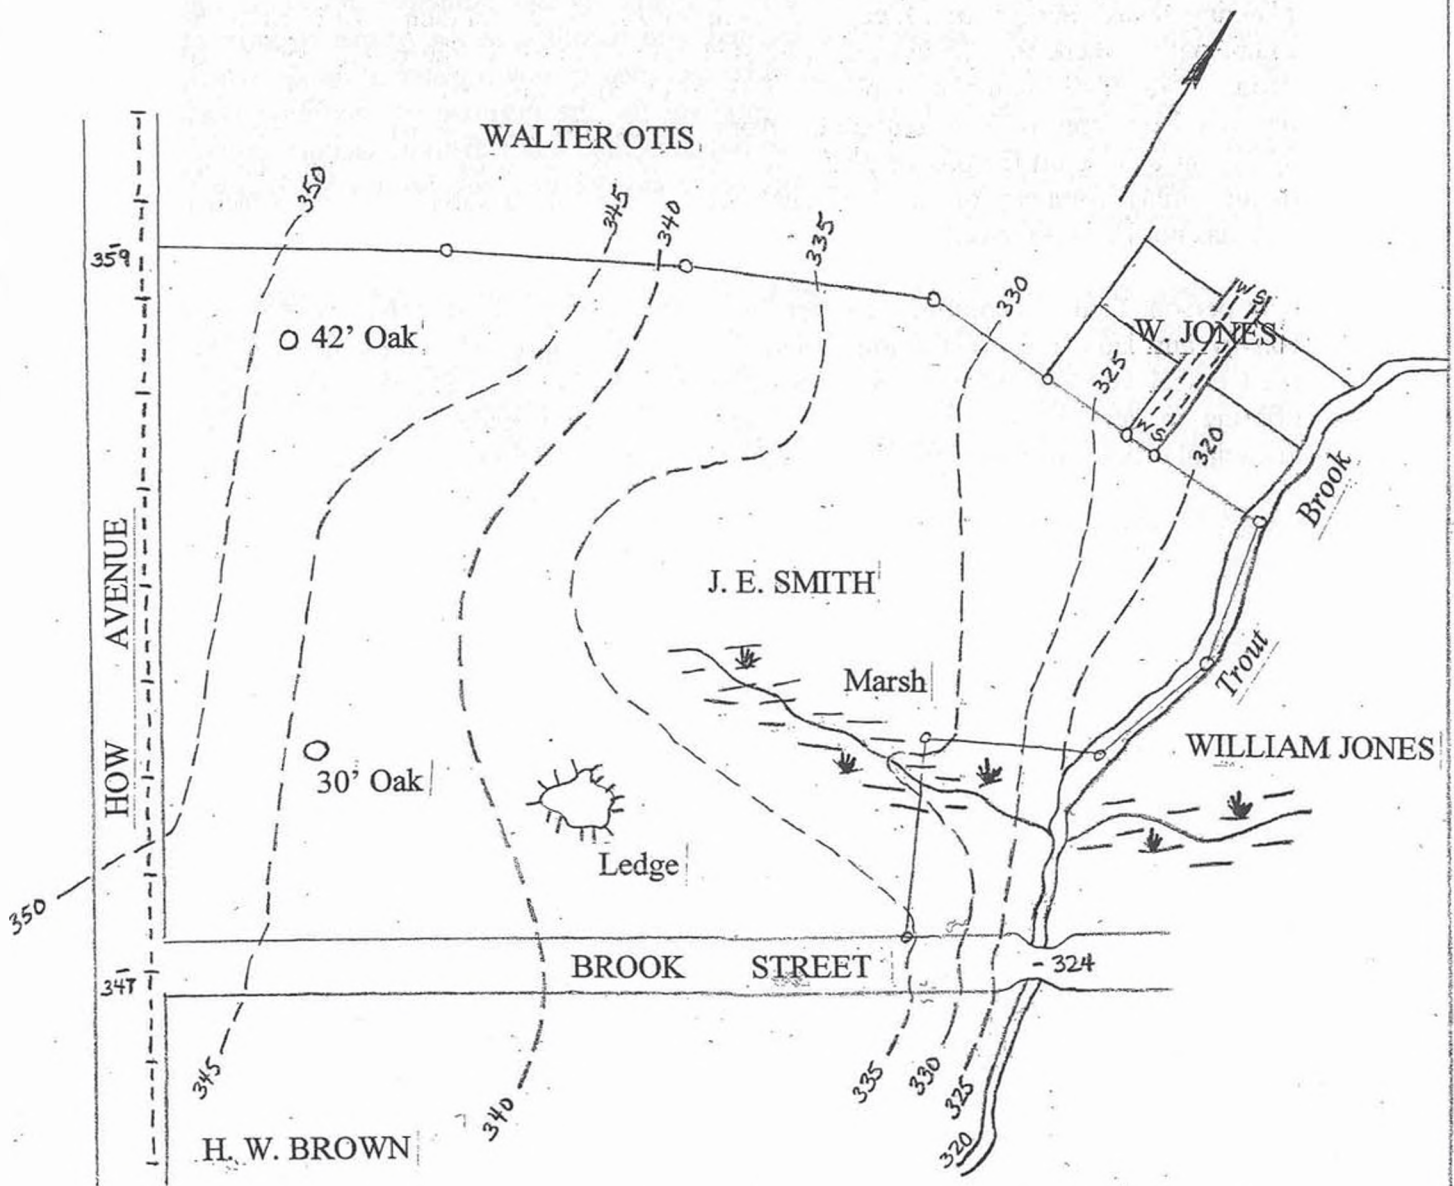 WALTER OTIS
350
345
340
335
359
330
W S
42' Oak
W. JONES
325
W S
320
Brook
HOW AVENUE
J. E. SMITH
Trout
Marsh
WILLIAM JONES
30' Oak
Ledge
350
BROOK STREET
- 324
347
345
340
335
330
325
320
H. W. BROWN